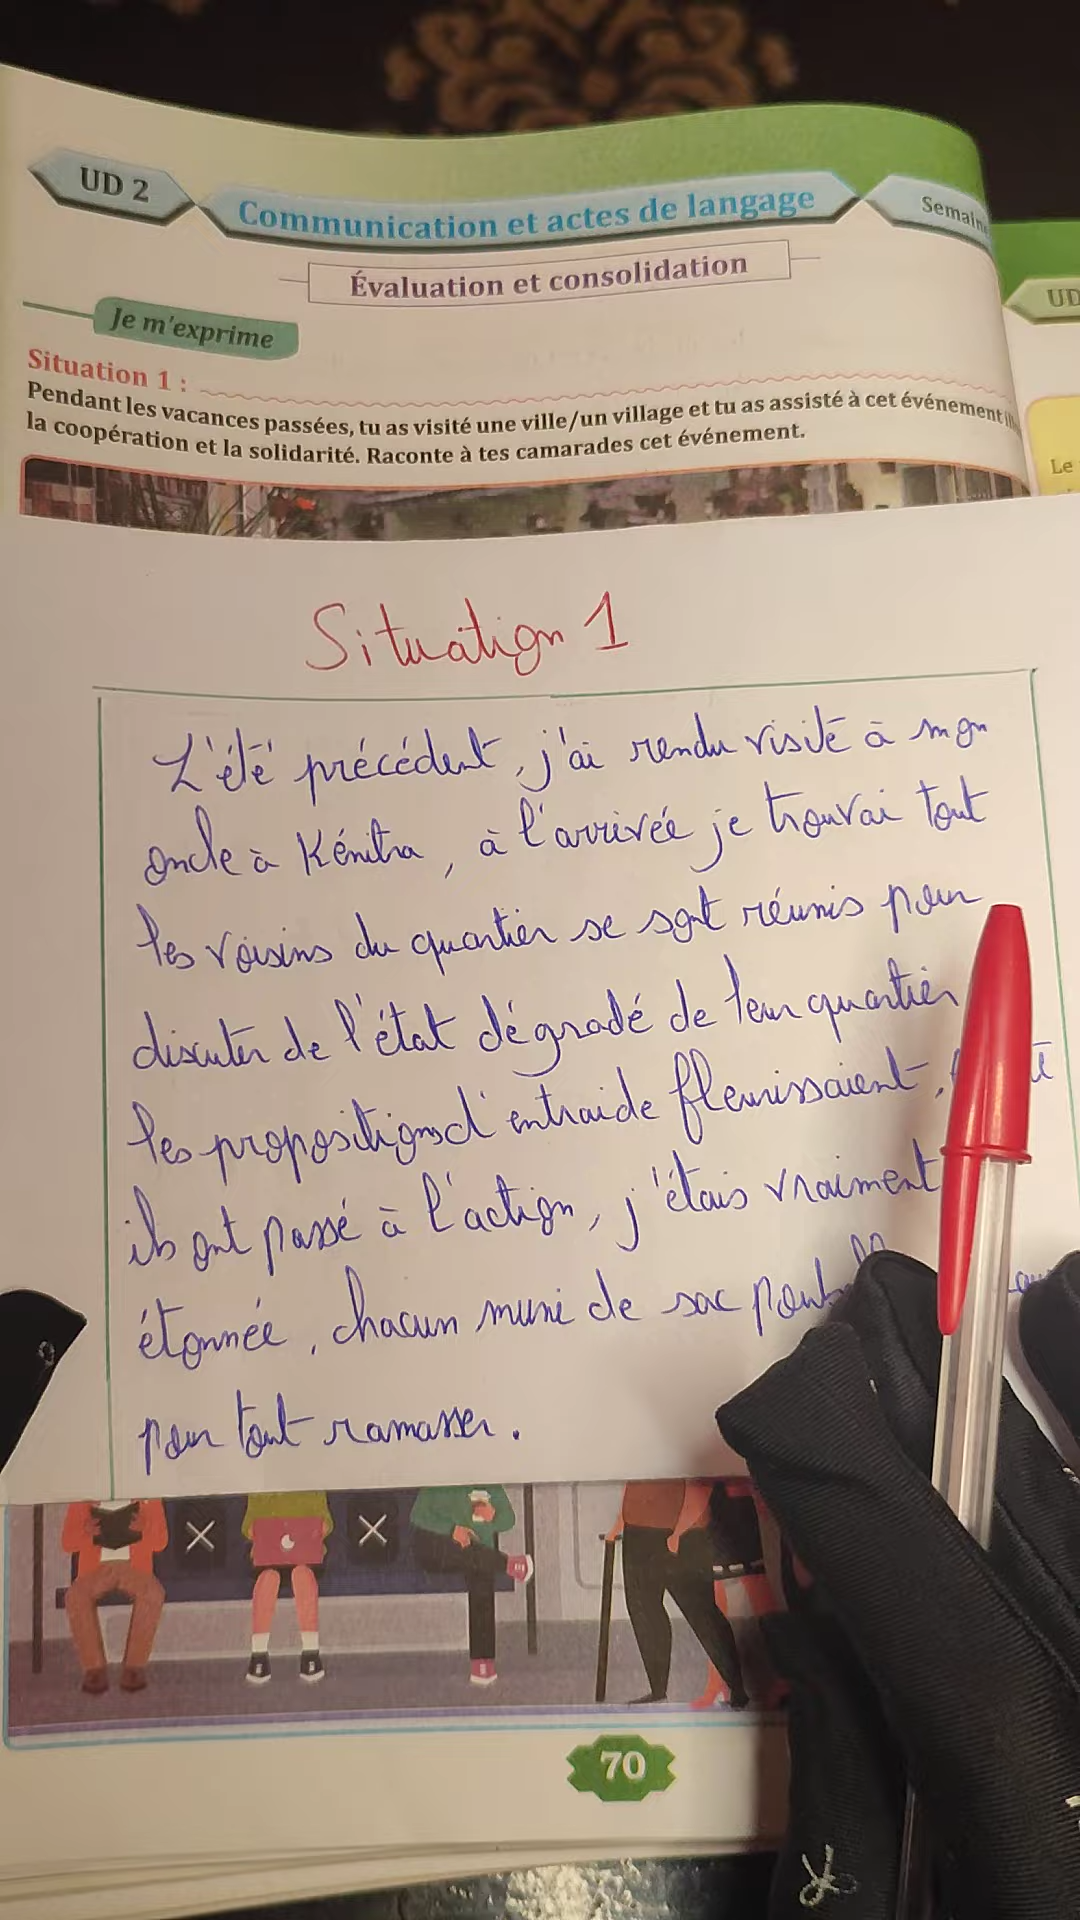 UD 2
Communication et actes de langage
Semaine
Évaluation et consolidation
UD
Je m'exprime
Situation 1 :
Pendant les vacances passées, tu as visité une ville/un village et tu as assisté à cet événement
la coopération et la solidarité. Raconte à tes camarades cet événement.
Le
Situation 1
L'été précédent, j'ai rendu visite à mon
oncle à Kénitra, à l'arrivée je trouvai tout
les voisins du quartier se sont réunis pour
discuter de l'état dégradé de leur quartier
les propositions d'entraide fleurissaient,
ils ont passé à l'action, j'étais vraiment
étonnée, chacun muni de sac
pour tout ramasser.
70